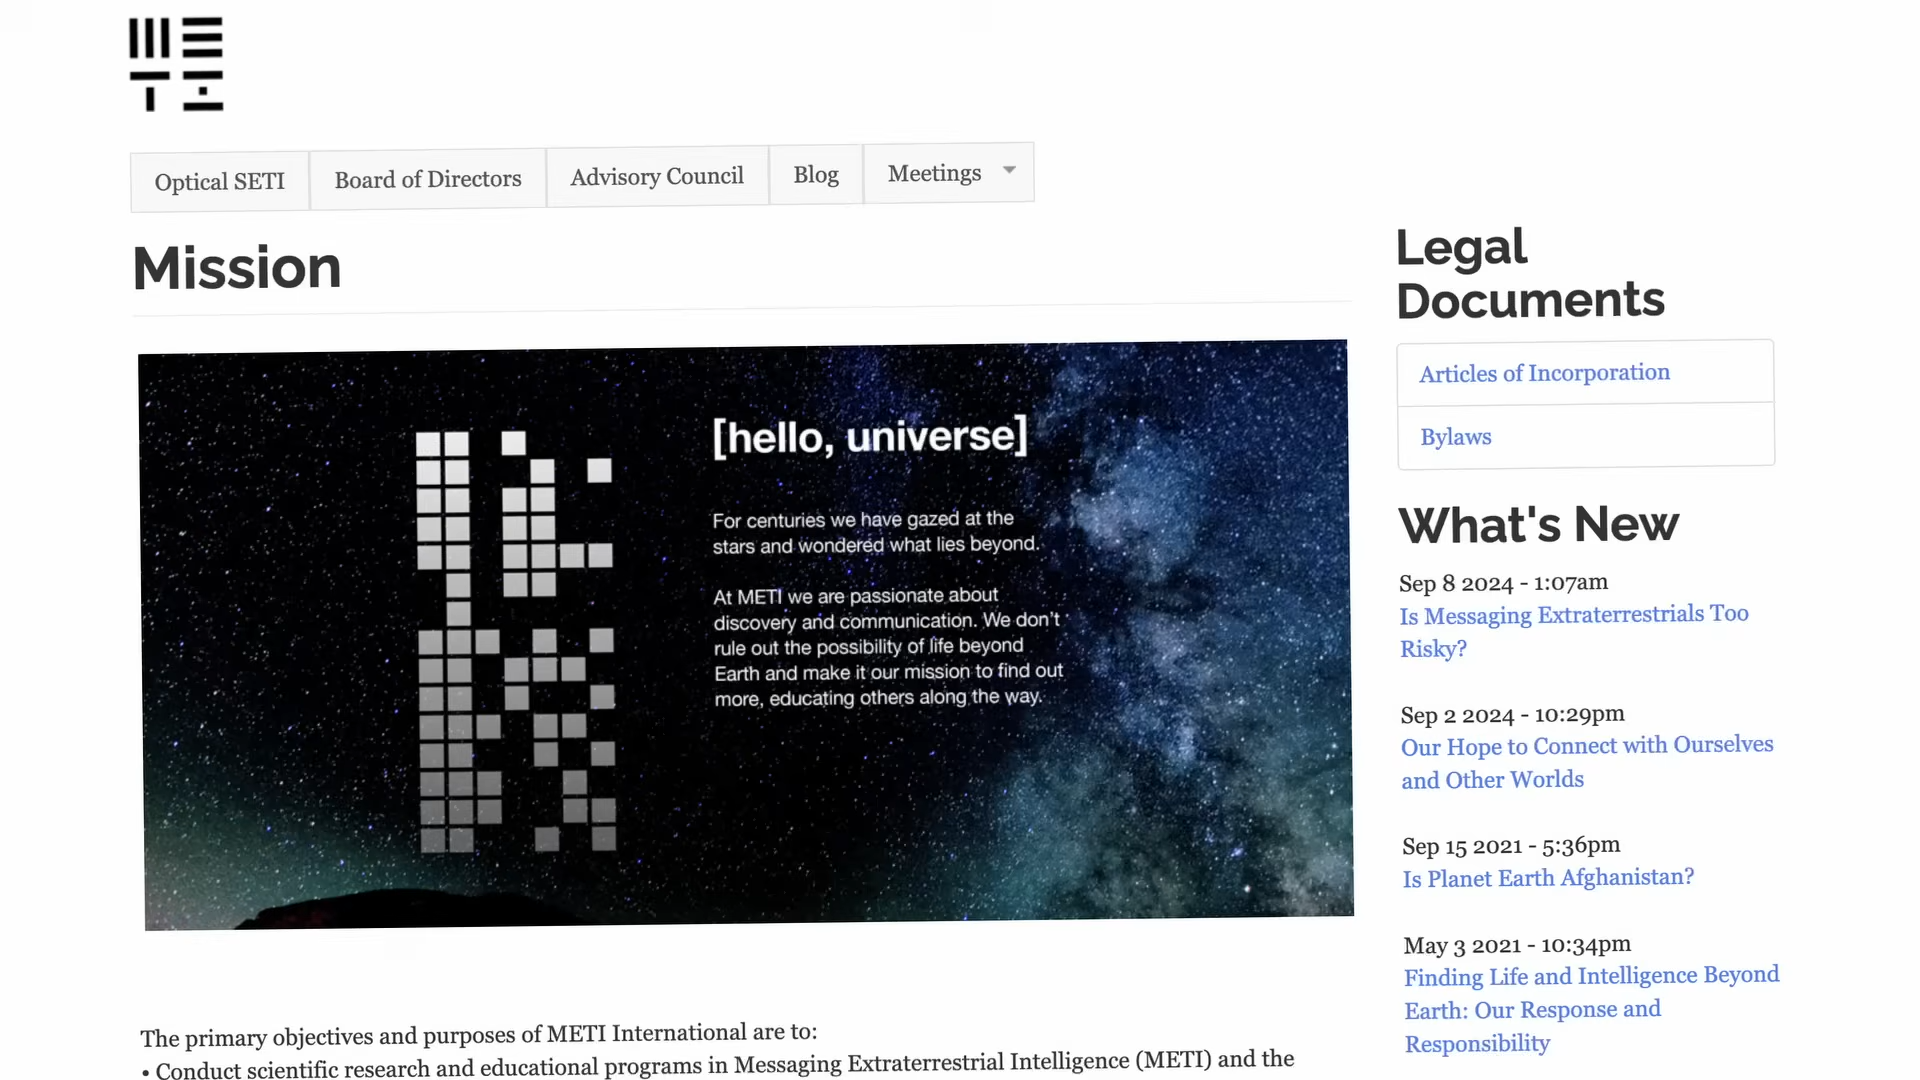 METI
Optical SETI
Board of Directors
Advisory Council
Blog
Meetings
Mission
[hello, universe]
For centuries we have gazed at the
stars and wondered what lies beyond.
At METI we are passionate about
discovery and communication. We don't
rule out the possibility of life beyond
Earth and make it our mission to find out
more, educating others along the way.
The primary objectives and purposes of METI International are to:
• Conduct scientific research and educational programs in Messaging Extraterrestrial Intelligence (METI) and the
Legal
Documents
Articles of Incorporation
Bylaws
What's New
Sep 8 2024 - 1:07am
Is Messaging Extraterrestrials Too
Risky?
Sep 2 2024 - 10:29pm
Our Hope to Connect with Ourselves
and Other Worlds
Sep 15 2021 - 5:36pm
Is Planet Earth Afghanistan?
May 3 2021 - 10:34pm
Finding Life and Intelligence Beyond
Earth: Our Response and
Responsibility